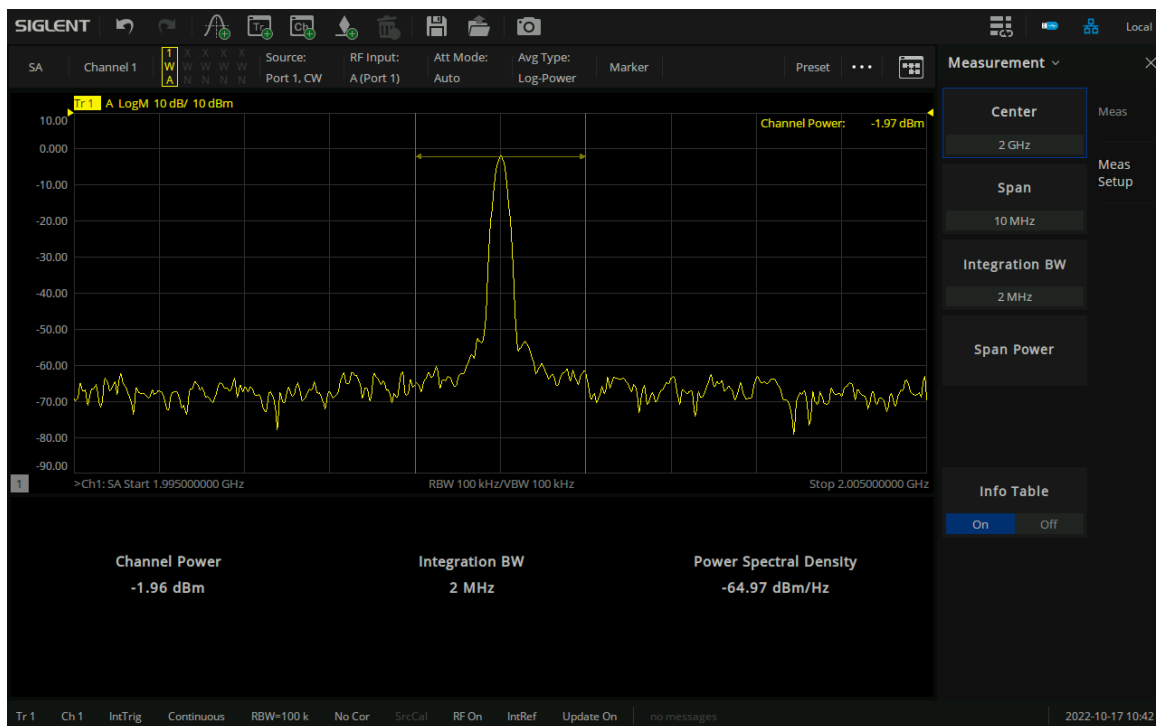 SIGLENT
Tr
Ch
Local
SA
Channel 1
1 X X X X
W W W W W
A N N N N
Source:
Port 1, CW
RF Input:
A (Port 1)
Att Mode:
Auto
Avg Type:
Log-Power
Marker
Preset
Measurement
Tr 1 A LogM 10 dB/ 10 dBm
Channel Power: -1.97 dBm
10.00
0.000
-10.00
-20.00
-30.00
-40.00
-50.00
-60.00
-70.00
-80.00
-90.00
1
>Ch1: SA Start 1.995000000 GHz
RBW 100 kHz/VBW 100 kHz
Stop 2.005000000 GHz
Channel Power
-1.96 dBm
Integration BW
2 MHz
Power Spectral Density
-64.97 dBm/Hz
Center
2 GHz
Span
10 MHz
Integration BW
2 MHz
Span Power
Info Table
On Off
Meas
Meas
Setup
Tr 1 Ch 1 IntTrig Continuous RBW=100 k No Cor SrcCal RF On IntRef Update On no messages 2022-10-17 10:42